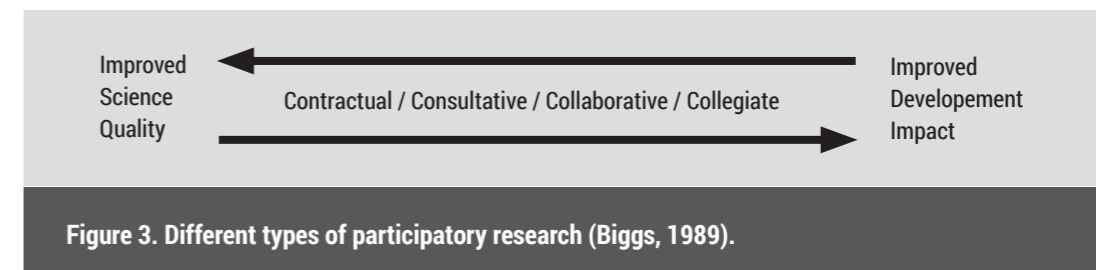 Improved
Science
Quality
Contractual / Consultative / Collaborative / Collegiate
Improved
Developement
Impact
Figure 3. Different types of participatory research (Biggs, 1989).